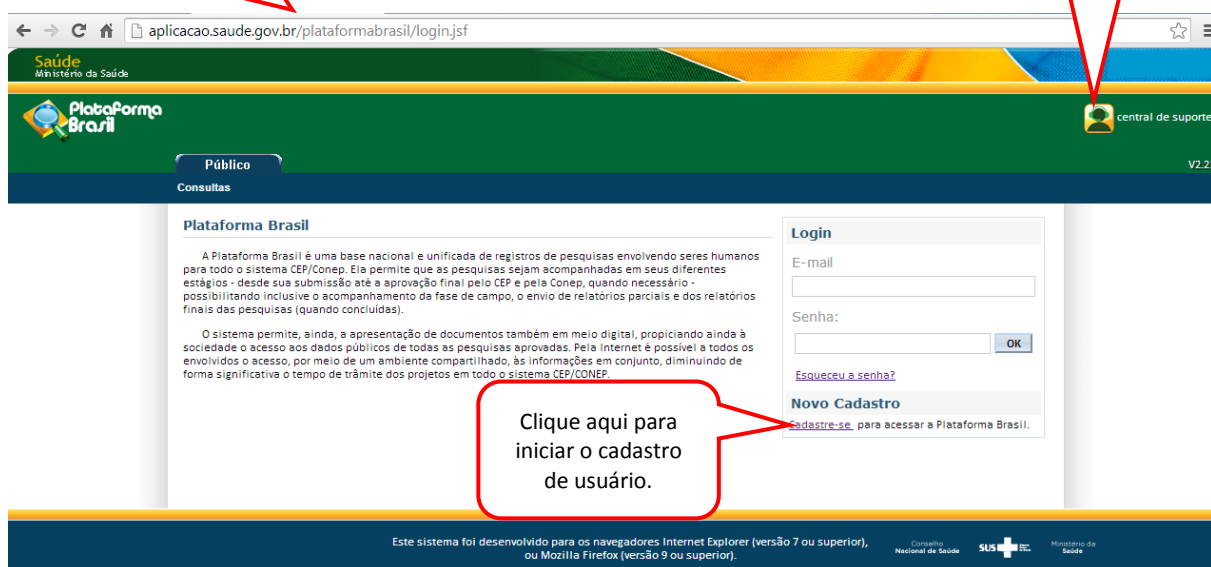 aplicacao.saude.gov.br/plataformabrasil/login.jsf
Saúde
Ministério da Saúde
Plataforma
Brasil
central de suporte
Público
V2.2
Consultas
Plataforma Brasil
A Plataforma Brasil é uma base nacional e unificada de registros de pesquisas envolvendo seres humanos
para todo o sistema CEP/Conep. Ela permite que as pesquisas sejam acompanhadas em seus diferentes
estágios - desde sua submissão até a aprovação final pelo CEP e pela Conep, quando necessário -
possibilitando inclusive o acompanhamento da fase de campo, o envio de relatórios parciais e dos relatórios
finais das pesquisas (quando concluídas).
O sistema permite, ainda, a apresentação de documentos também em meio digital, propiciando ainda à
sociedade o acesso aos dados públicos de todas as pesquisas aprovadas. Pela Internet é possível a todos os
envolvidos o acesso, por meio de um ambiente compartilhado, às informações em conjunto, diminuindo de
forma significativa o tempo de trâmite dos projetos em todo o sistema CEP/CONEP.
Login
E-mail
Senha:
OK
Esqueceu a senha?
Novo Cadastro
Cadastre-se para acessar a Plataforma Brasil.
Clique aqui para
iniciar o cadastro
de usuário.
Este sistema foi desenvolvido para os navegadores Internet Explorer (versão 7 ou superior),
ou Mozilla Firefox (versão 9 ou superior).
Conselho
Nacional de Saúde
SUS
Ministério da
Saúde